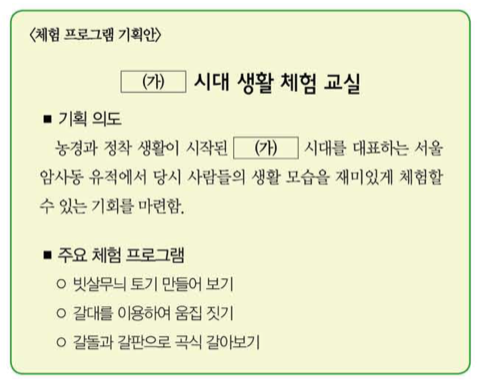 〈체험 프로그램 기획안〉
(가) 시대 생활 체험 교실
■ 기획 의도
농경과 정착 생활이 시작된 (가) 시대를 대표하는 서울
암사동 유적에서 당시 사람들의 생활 모습을 재미있게 체험할
수 있는 기회를 마련함.
■ 주요 체험 프로그램
○ 빗살무늬 토기 만들어 보기
○ 갈대를 이용하여 움집 짓기
○ 갈돌과 갈판으로 곡식 갈아보기